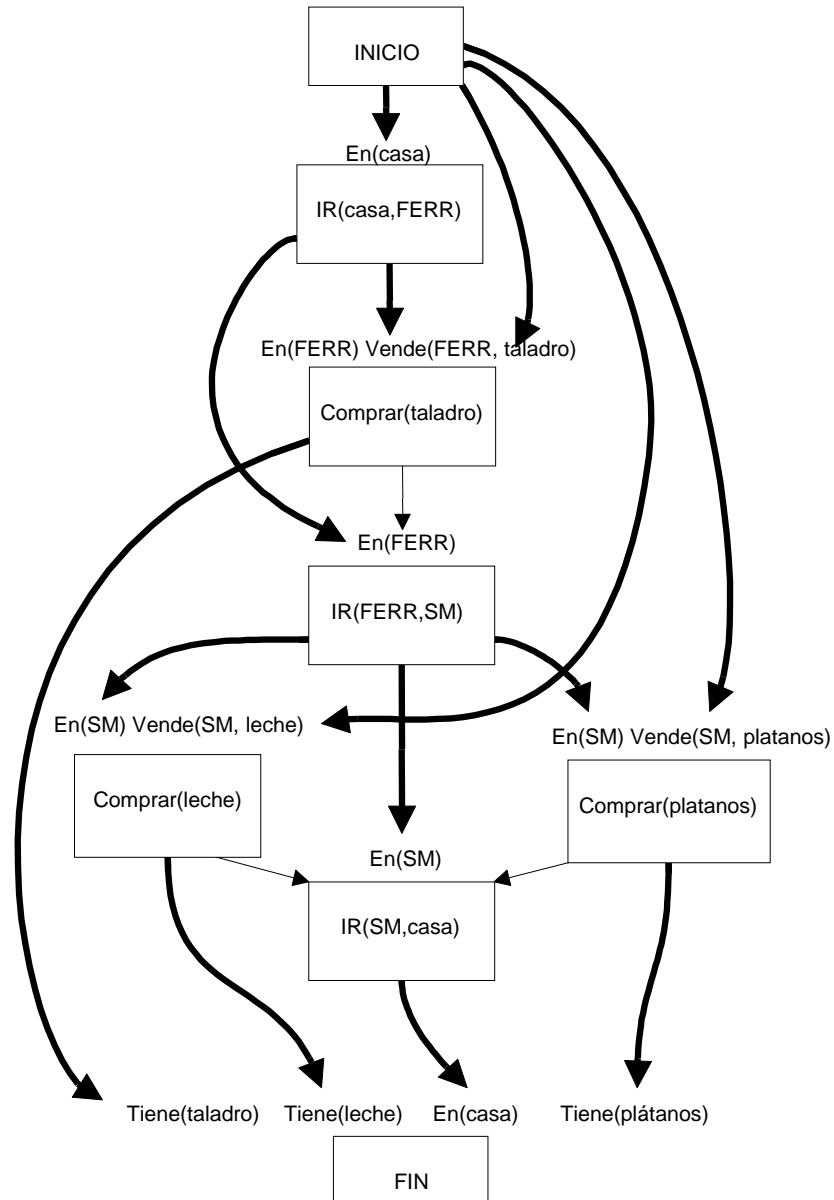 INICIO
En(casa)
IR(casa,FERR)
En(FERR) Vende(FERR, taladro)
Comprar(taladro)
En(FERR)
IR(FERR,SM)
En(SM) Vende(SM, leche)
En(SM) Vende(SM, platanos)
Comprar(leche)
Comprar(platanos)
En(SM)
IR(SM,casa)
Tiene(taladro) Tiene(leche) En(casa) Tiene(plátanos)
FIN